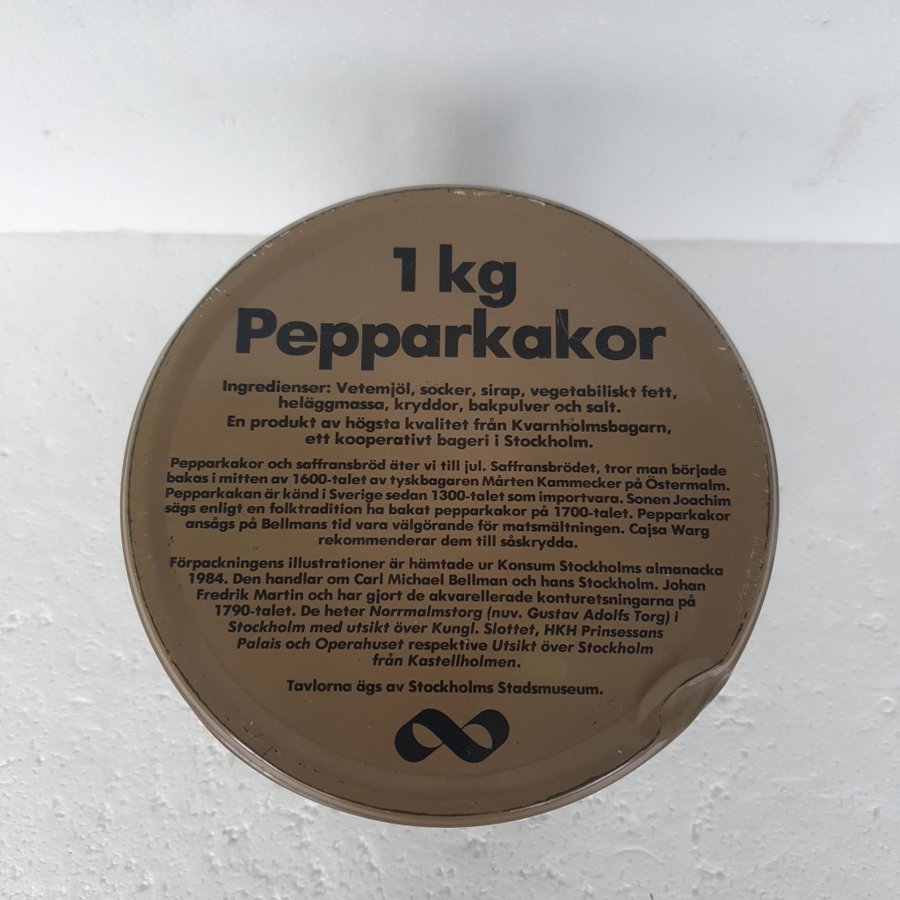 1 kg
Pepparkakor
Ingredienser: Vetemjöl, socker, sirap, vegetabiliskt fett,
heläggmassa, kryddor, bakpulver och salt.
En produkt av högsta kvalitet från Kvarnholmsbagarn,
ett kooperativt bageri i Stockholm.
Pepparkakor och saffransbröd äter vi till jul. Saffransbrödet, tror man började
bakas i mitten av 1600-talet av tyskbagaren Mårten Kammecker på Östermalm.
Pepparkakan är känd i Sverige sedan 1300-talet som importvara. Sonen Joachim
sägs enligt en folktradition ha bakat pepparkakor på 1700-talet. Pepparkakor
ansågs på Bellmans tid vara välgörande för matsmältningen. Cajsa Warg
rekommenderar dem till såskrydda.
Förpackningens illustrationer är hämtade ur Konsum Stockholms almanacka
1984. Den handlar om Carl Michael Bellman och hans Stockholm. Johan
Fredrik Martin och har gjort de akvarellerade konturetsningarna på
1790-talet. De heter Norrmalmstorg (nuv. Gustav Adolfs Torg) i
Stockholm med utsikt över Kungl. Slottet, HKH Prinsessans
Palais och Operahuset respektive Utsikt över Stockholm
från Kastellholmen.
Tavlorna ägs av Stockholms Stadsmuseum.